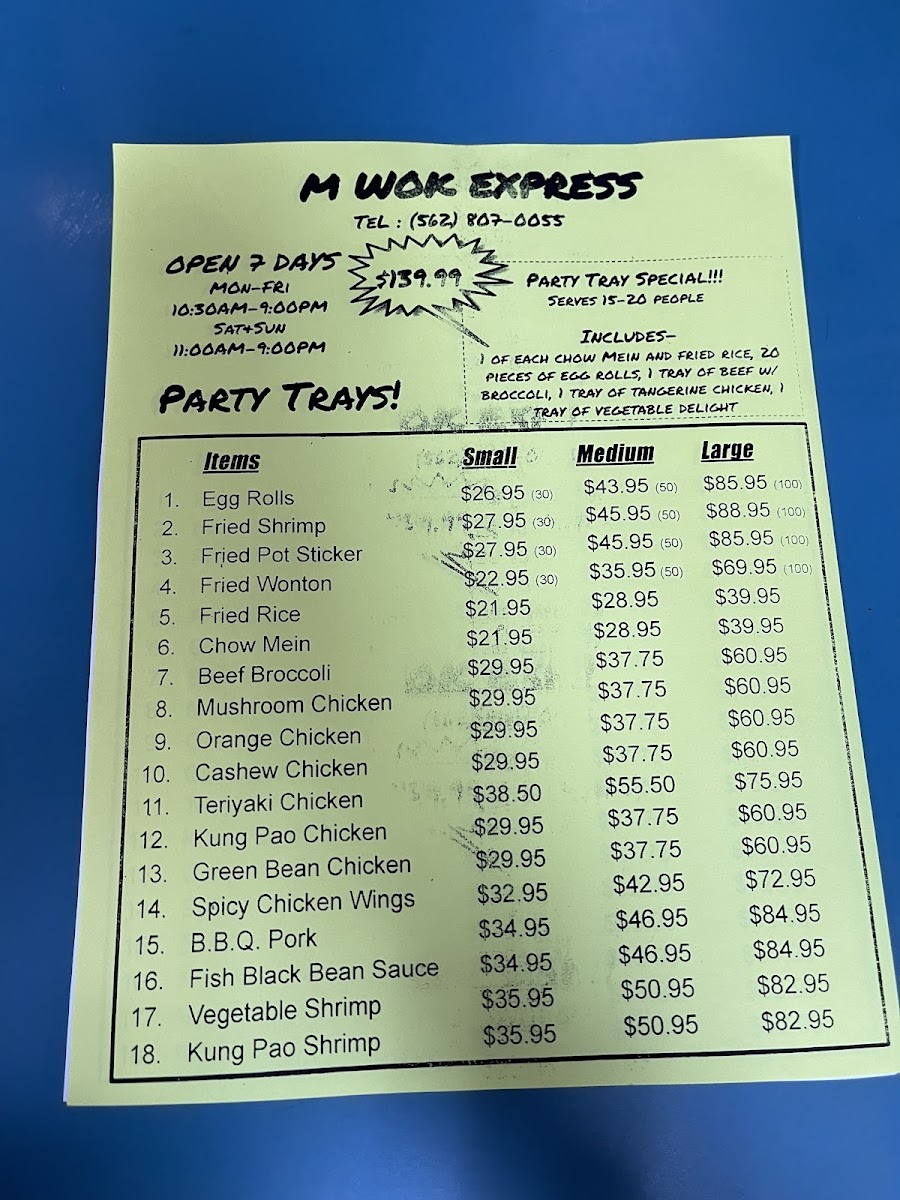 M WOK EXPRESS
TEL : (562) 807-0055
OPEN 7 DAYS
MON-FRI
10:30AM-9:00PM
SAT+SUN
11:00AM-9:00PM
$139.99
PARTY TRAY SPECIAL!!!
SERVES 15-20 PEOPLE
INCLUDES-
1 OF EACH CHOW MEIN AND FRIED RICE, 20
PIECES OF EGG ROLLS, 1 TRAY OF BEEF W/
BROCCOLI, 1 TRAY OF TANGERINE CHICKEN, 1
TRAY OF VEGETABLE DELIGHT
PARTY TRAYS!
Items Small Medium Large
1. Egg Rolls $26.95 (30) $43.95 (50) $85.95 (100)
2. Fried Shrimp $27.95 (30) $45.95 (50) $88.95 (100)
3. Fried Pot Sticker $27.95 (30) $45.95 (50) $85.95 (100)
4. Fried Wonton $22.95 (30) $35.95 (50) $69.95 (100)
5. Fried Rice $21.95 $28.95 $39.95
6. Chow Mein $21.95 $28.95 $39.95
7. Beef Broccoli $29.95 $37.75 $60.95
8. Mushroom Chicken $29.95 $37.75 $60.95
9. Orange Chicken $29.95 $37.75 $60.95
10. Cashew Chicken $29.95 $37.75 $60.95
11. Teriyaki Chicken $38.50 $55.50 $75.95
12. Kung Pao Chicken $29.95 $37.75 $60.95
13. Green Bean Chicken $29.95 $37.75 $60.95
14. Spicy Chicken Wings $32.95 $42.95 $72.95
15. B.B.Q. Pork $34.95 $46.95 $84.95
16. Fish Black Bean Sauce $34.95 $46.95 $84.95
17. Vegetable Shrimp $35.95 $50.95 $82.95
18. Kung Pao Shrimp $35.95 $50.95 $82.95